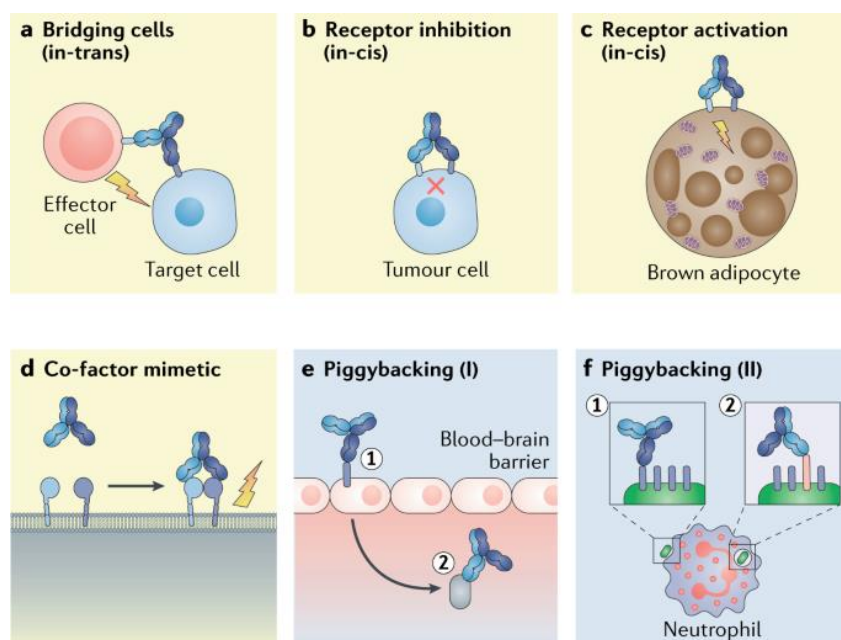 a Bridging cells
(in-trans)
Effector
cell
Target cell
b Receptor inhibition
(in-cis)
Tumour cell
c Receptor activation
(in-cis)
Brown adipocyte
d Co-factor mimetic
e Piggybacking (I)
1
Blood–brain
barrier
2
f Piggybacking (II)
1
2
Neutrophil